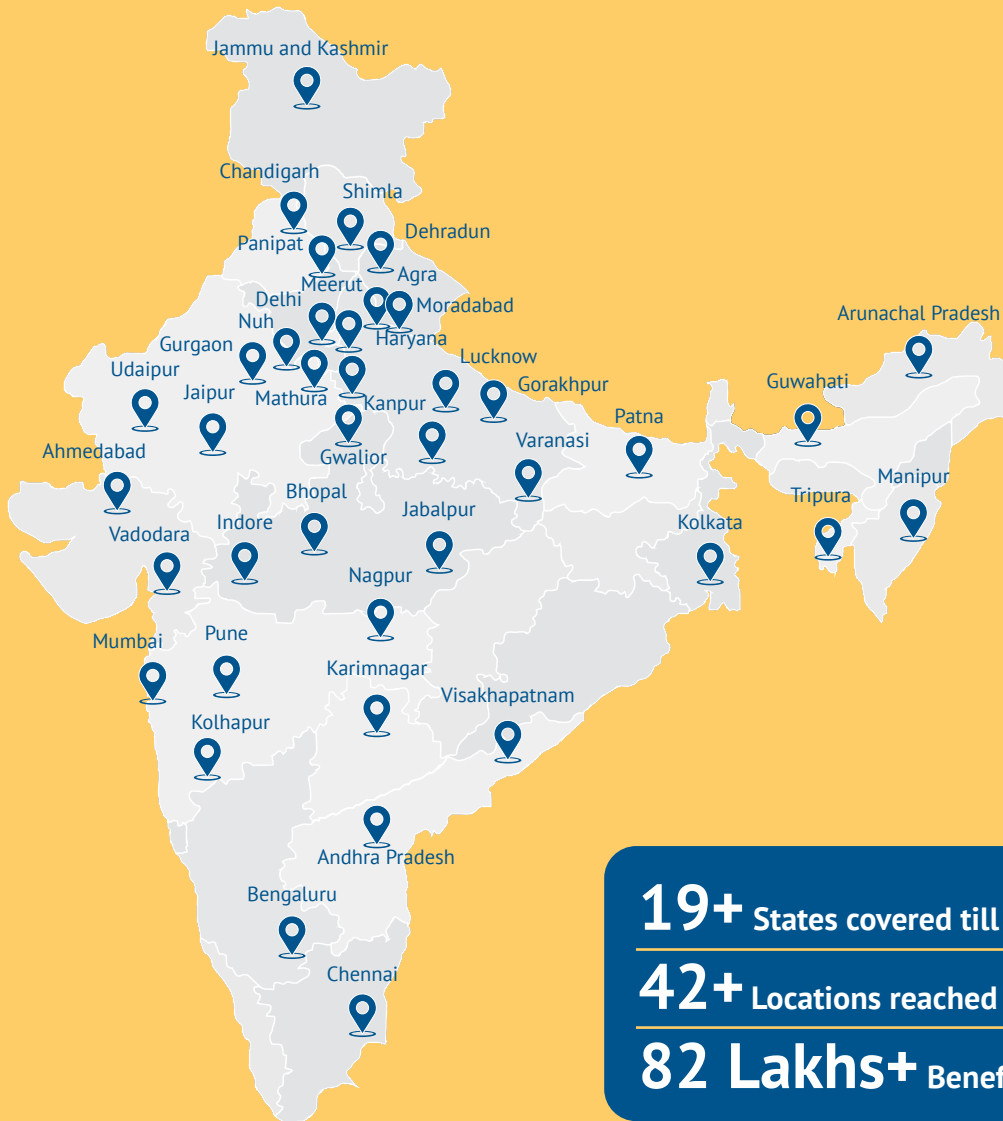 Jammu and Kashmir
Chandigarh
Shimla
Dehradun
Panipat
Agra
Meerut
Delhi
Moradabad
Arunachal Pradesh
Nuh
Haryana
Gurgaon
Lucknow
Udaipur
Guwahati
Gorakhpur
Jaipur
Mathura
Kanpur
Patna
Varanasi
Ahmedabad
Gwalior
Manipur
Bhopal
Tripura
Jabalpur
Indore
Kolkata
Vadodara
Nagpur
Pune
Mumbai
Karimnagar
Visakhapatnam
Kolhapur
Andhra Pradesh
Bengaluru
Chennai
19+ States covered till
42+ Locations reached
82 Lakhs+ Benef